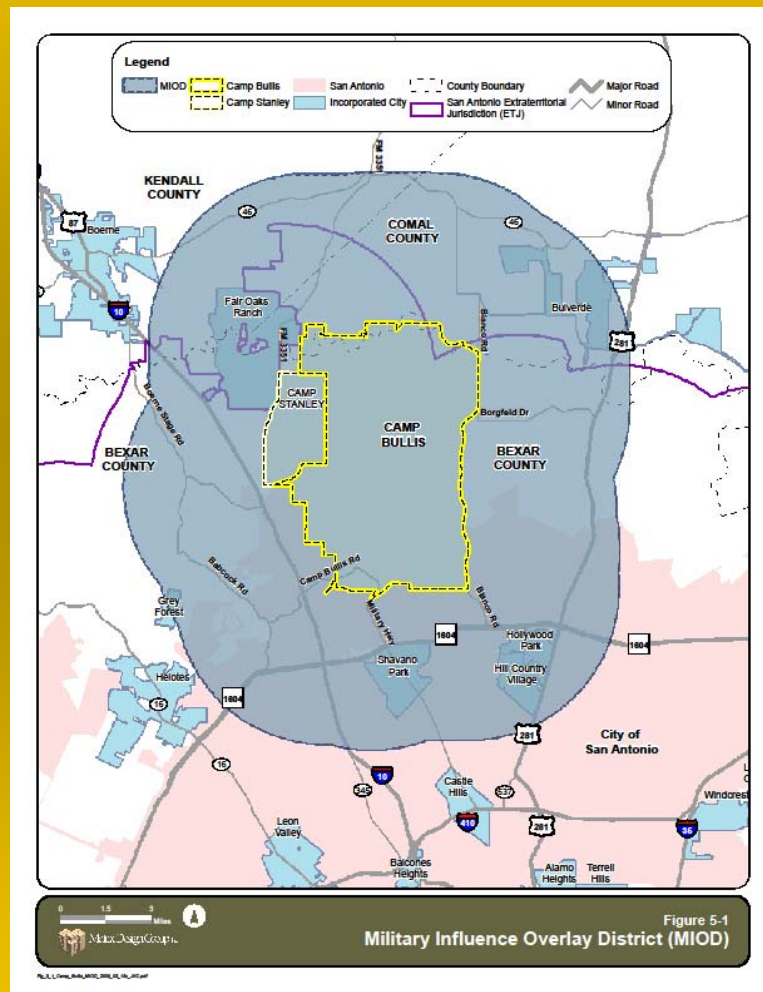 Legend
MIOD
Camp Bullis
San Antonio
County Boundary
Major Road
Camp Stanley
Incorporated City
San Antonio Extraterritorial
Jurisdiction (ETJ)
Minor Road
FM 3351
KENDALL
COUNTY
46
COMAL
COUNTY
46
87
Boerne
10
Fair Oaks
Ranch
FM 3351
Blanco Rd
Bulverde
281
CAMP
STANLEY
Boerne Stage Rd
Borgfeld Dr
CAMP
BULLIS
BEXAR
COUNTY
BEXAR
COUNTY
Camp Bullis Rd
Babcock Rd
Grey
Forest
Military Hwy
Blanco Rd
1604
Hollywood
Park
1604
Shavano
Park
Hill Country
Village
Helotes
16
1604
281
City of
San Antonio
16
10
345
Castle
Hills
537
Windcrest
410
281
35
Leon
Valley
Balcones
Heights
Alamo
Heights
Terrell
Hills
0 1.5 3
Miles
Matrix Design Group
Figure 5-1
Military Influence Overlay District (MIOD)